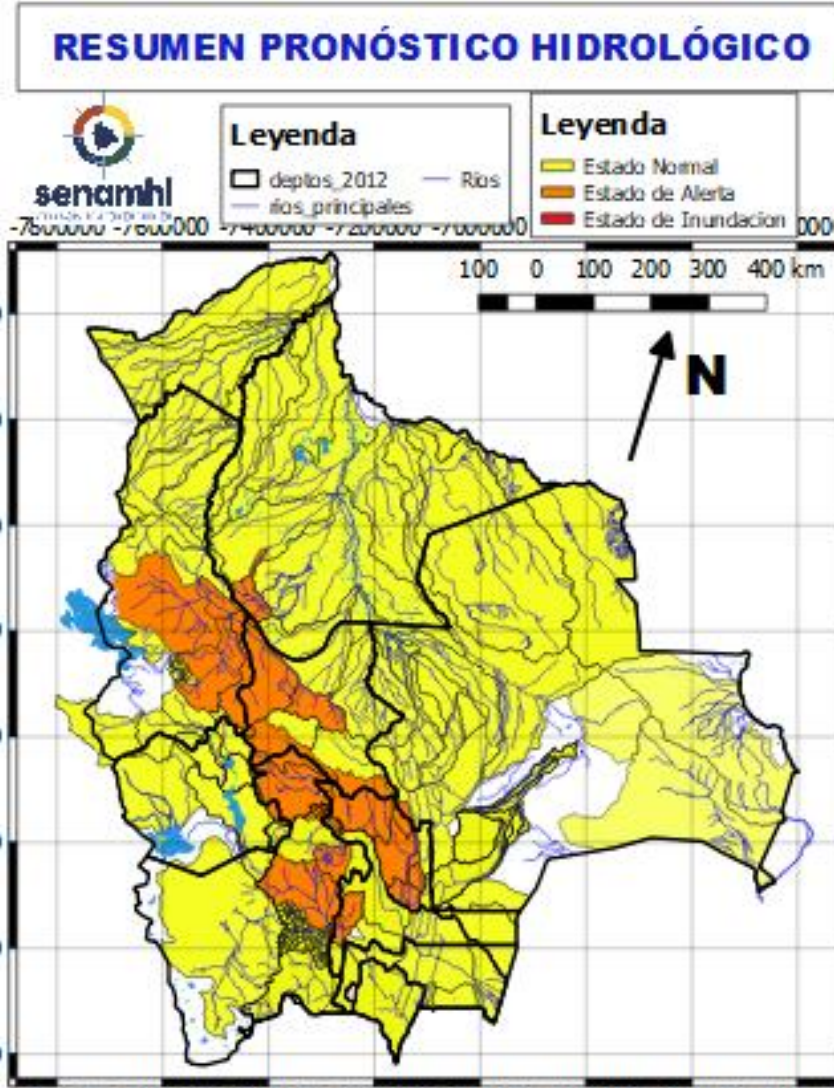 RESUMEN PRONÓSTICO HIDROLÓGICO
senamhi
Leyenda
deptos_2012
Rios
rios_principales
Leyenda
Estado Normal
Estado de Alerta
Estado de Inundacion
-7600000 -7400000 -7200000 -7000000
100 0 100 200 300 400 km
N